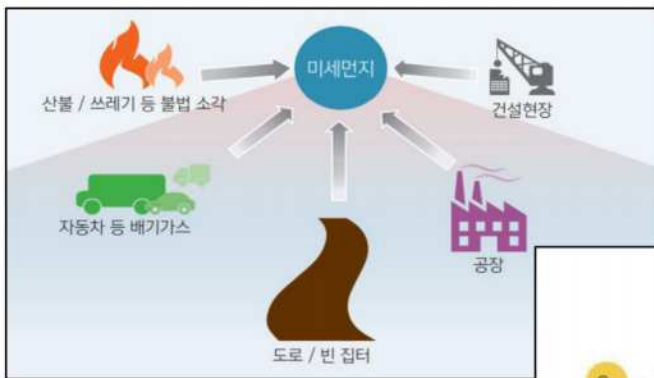 미세먼지
산불 / 쓰레기 등 불법 소각
건설현장
자동차 등 배기가스
공장
도로 / 빈 집터